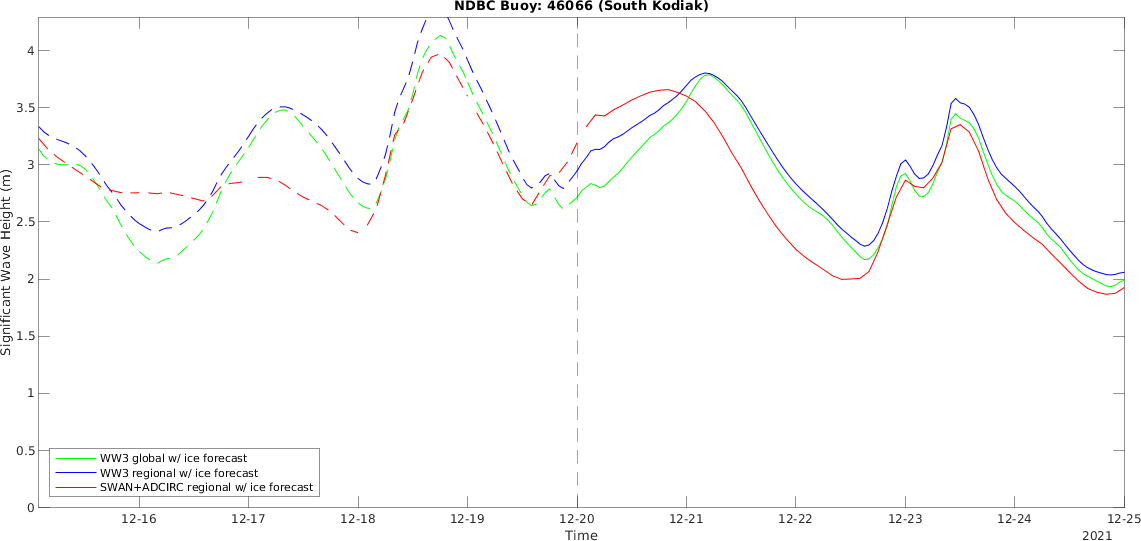 NDBC Buoy: 46066 (South Kodiak)
Significant Wave Height (m)
4
3.5
3
2.5
2
1.5
1
0.5
0
WW3 global w/ ice forecast
WW3 regional w/ ice forecast
SWAN+ADCIRC regional w/ ice forecast
12-16 12-17 12-18 12-19 12-20 12-21 12-22 12-23 12-24 12-25
Time
2021